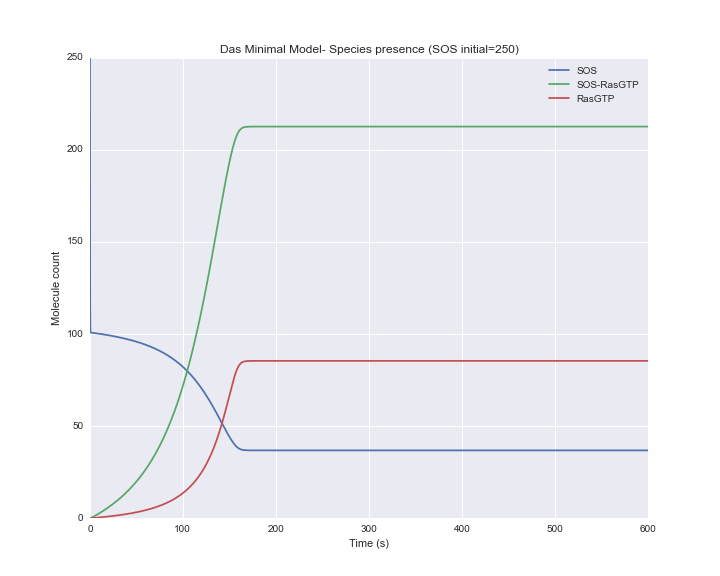 Das Minimal Model- Species presence (SOS initial=250)
250
SOS
SOS-RasGTP
RasGTP
200
150
100
50
0
Molecule count
0 100 200 300 400 500 600
Time (s)